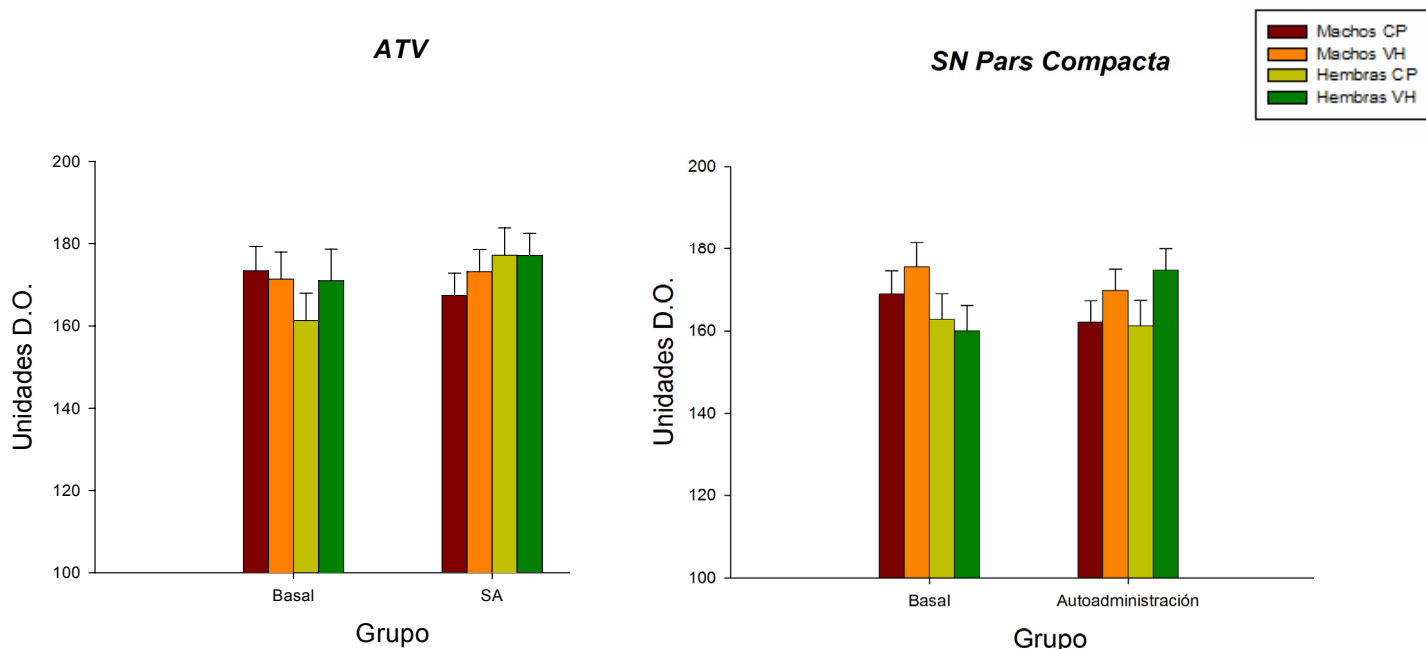 ATV
SN Pars Compacta
Machos CP
Machos VH
Hembras CP
Hembras VH
Unidades D.O.
200
180
160
140
120
100
Basal
SA
Grupo
Unidades D.O.
200
180
160
140
120
100
Basal
Autoadministración
Grupo